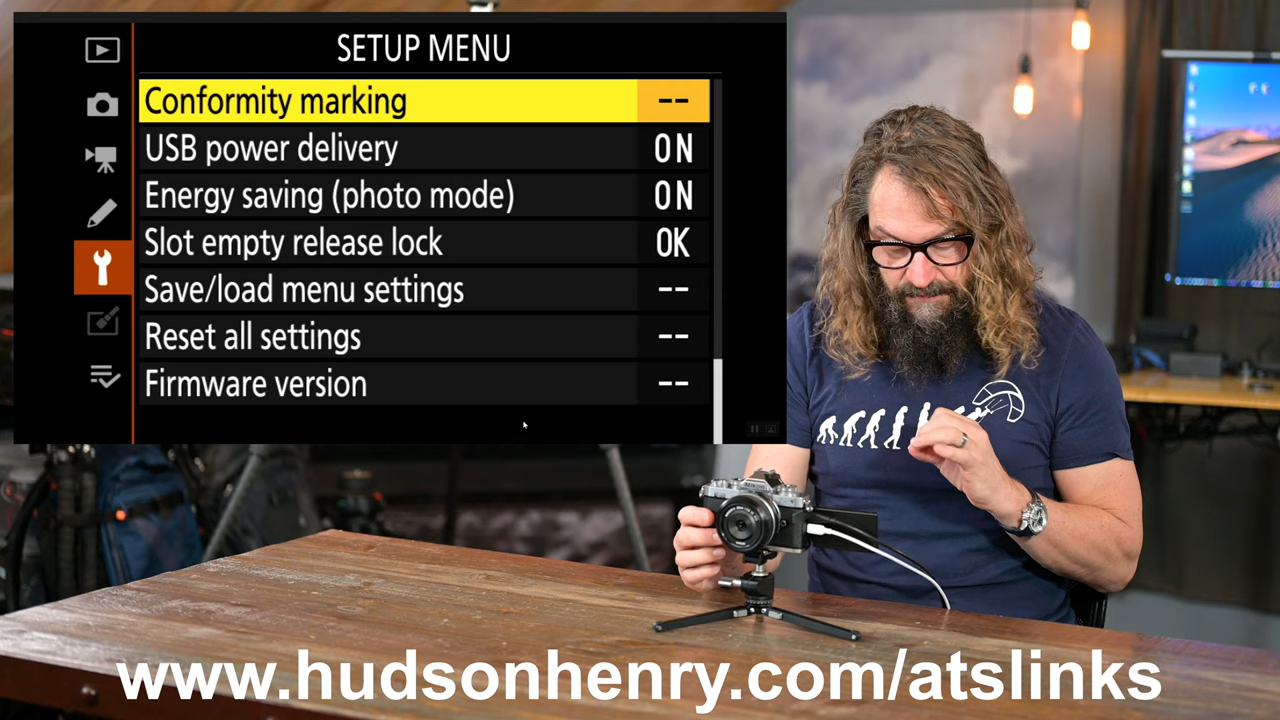 SETUP MENU
Conformity marking --
USB power delivery ON
Energy saving (photo mode) ON
Slot empty release lock OK
Save/load menu settings --
Reset all settings --
Firmware version --
www.hudsonhenry.com/atslinks